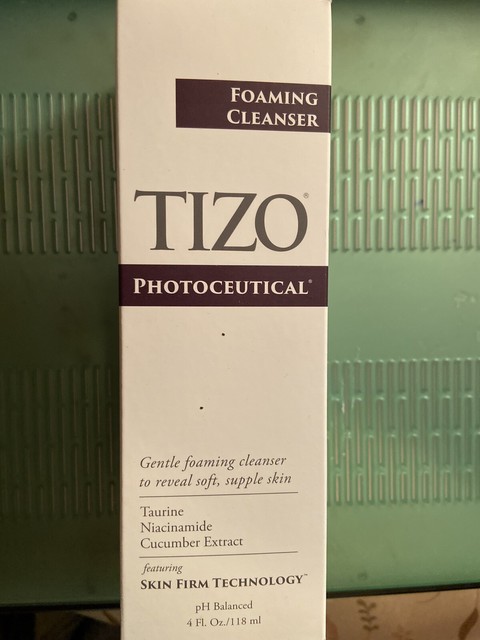 FOAMING
CLEANSER
TIZO®
PHOTOCEUTICAL®
Gentle foaming cleanser
to reveal soft, supple skin
Taurine
Niacinamide
Cucumber Extract
featuring
SKIN FIRM TECHNOLOGY™
pH Balanced
4 Fl. Oz./118 ml